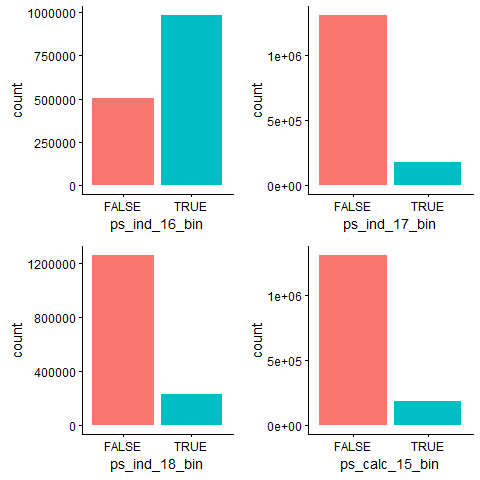 count
1000000
750000
500000
250000
0
FALSE TRUE
ps_ind_16_bin
count
1e+06
5e+05
0e+00
FALSE TRUE
ps_ind_17_bin
count
1200000
800000
400000
0
FALSE TRUE
ps_ind_18_bin
count
1e+06
5e+05
0e+00
FALSE TRUE
ps_calc_15_bin